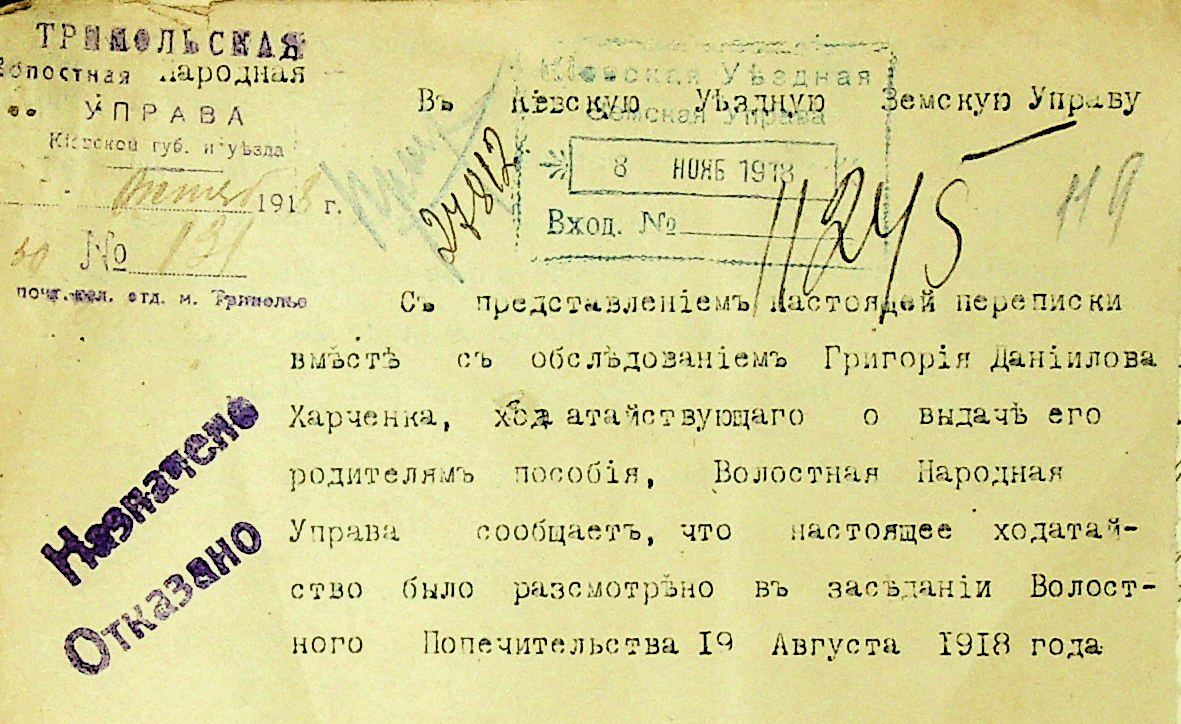 ТРИПОЛЬСКАЯ
Волостная Народная
УПРАВА
Кіевской губ. и уѣзда
1918 г.
№ 131
почт.-тел. отд. м. Триполье
Кіевская Уѣздная
Земская Управа
8 НОЯБ 1918
Вход. №
11245
27812
119
Въ Кіевскую Уѣздную Земскую Управу
Съ представленіемъ настоящей переписки
вмѣстѣ съ обслѣдованіемъ Григорія Даніилова
Харченка, ходатайствующаго о выдачѣ его
родителямъ пособія, Волостная Народная
Управа сообщаетъ, что настоящее ходатай-
ство было разсмотрѣно въ засѣданіи Волост-
ного Попечительства 19 Августа 1918 года
Назначено
Отказано